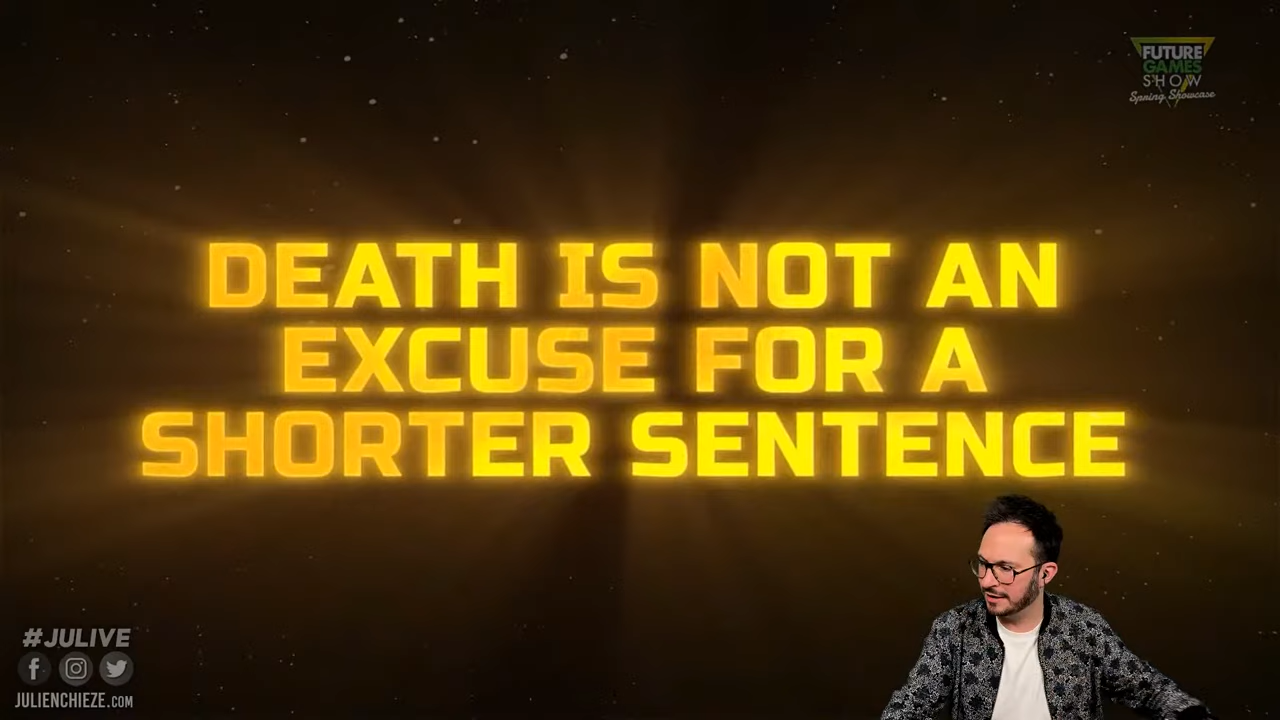 FUTURE
GAMES
SHOW
Spring Showcase
DEATH IS NOT AN
EXCUSE FOR A
SHORTER SENTENCE
#JULIVE
JULIENCHIEZE.COM